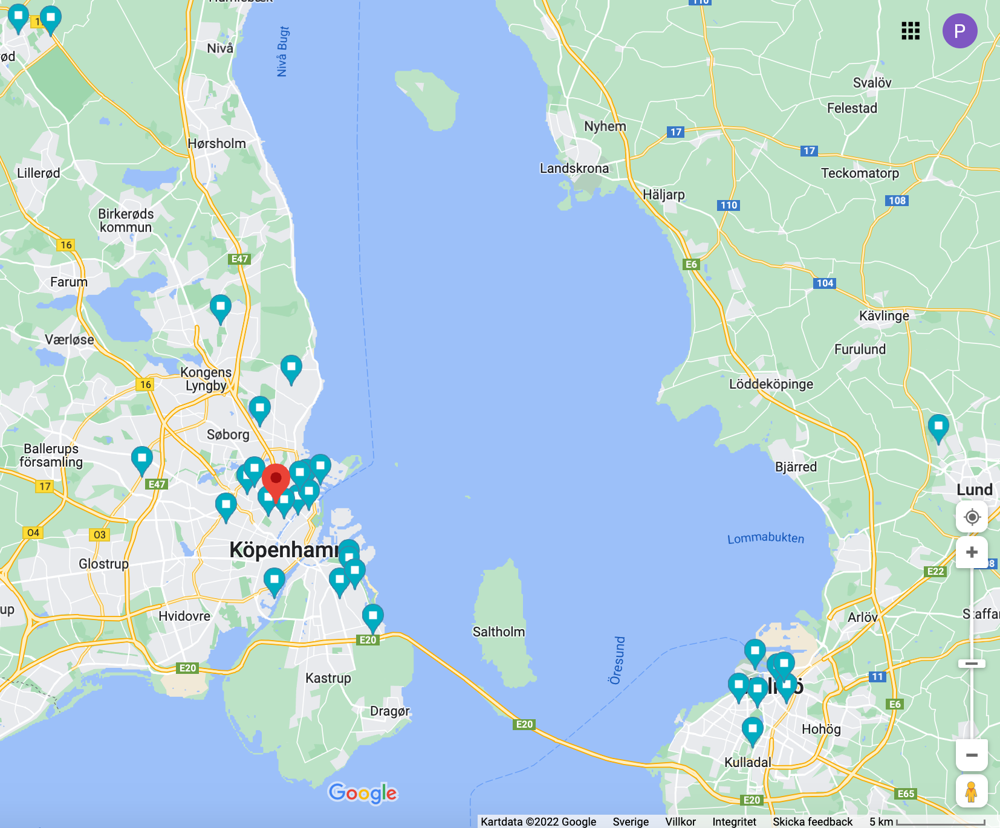 110
Nivå
Nivå Bugt
P
Svalöv
Felestad
Nyhem
17
17
Hørsholm
Landskrona
Lillerød
Teckomatorp
Häljarp
108
110
Birkerøds
kommun
16
E47
E6
Farum
104
Kävlinge
Værløse
Furulund
Kongens
Lyngby
16
Löddeköpinge
Søborg
Ballerups
församling
Bjärred
E47
17
Lund
O4
O3
Lommabukten
Köpenhamn
Glostrup
E22
Hvidovre
Arlöv
Saltholm
Öresund
E20
E20
Kastrup
11
E6
Dragør
E20
Hohög
Kulladal
Google
E20
E65
Kartdata ©2022 Google Sverige Villkor Integritet Skicka feedback 5 km